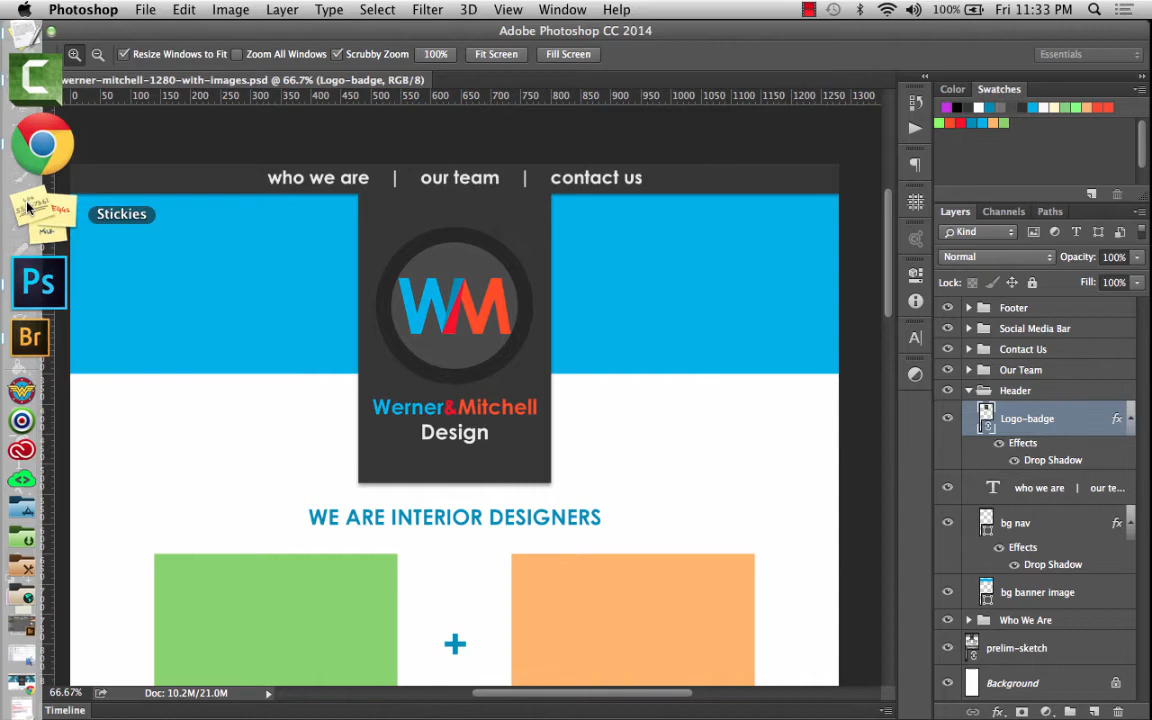 Photoshop File Edit Image Layer Type Select Filter 3D View Window Help 100% Fri 11:33 PM
Adobe Photoshop CC 2014
Resize Windows to Fit Zoom All Windows Scrubby Zoom 100% Fit Screen Fill Screen Essentials
werner-mitchell-1280-with-images.psd @ 66.7% (Logo-badge, RGB/8)
0 50 100 150 200 250 300 350 400 450 500 550 600 650 700 750 800 850 900 950 1000 1050 1100 1150 1200 1250 1300
Color Swatches
who we are | our team | contact us
EGGS
Milk
Stickies
Ps
Br
WM
Werner&Mitchell
Design
WE ARE INTERIOR DESIGNERS
+
Layers Channels Paths
Kind
Normal Opacity: 100%
Lock: Fill: 100%
Footer
Social Media Bar
Contact Us
Our Team
Header
Logo-badge fx
Effects
Drop Shadow
T who we are | our te...
bg nav fx
Effects
Drop Shadow
bg banner image
Who We Are
prelim-sketch
Background
66.67% Doc: 10.2M/21.0M
Timeline